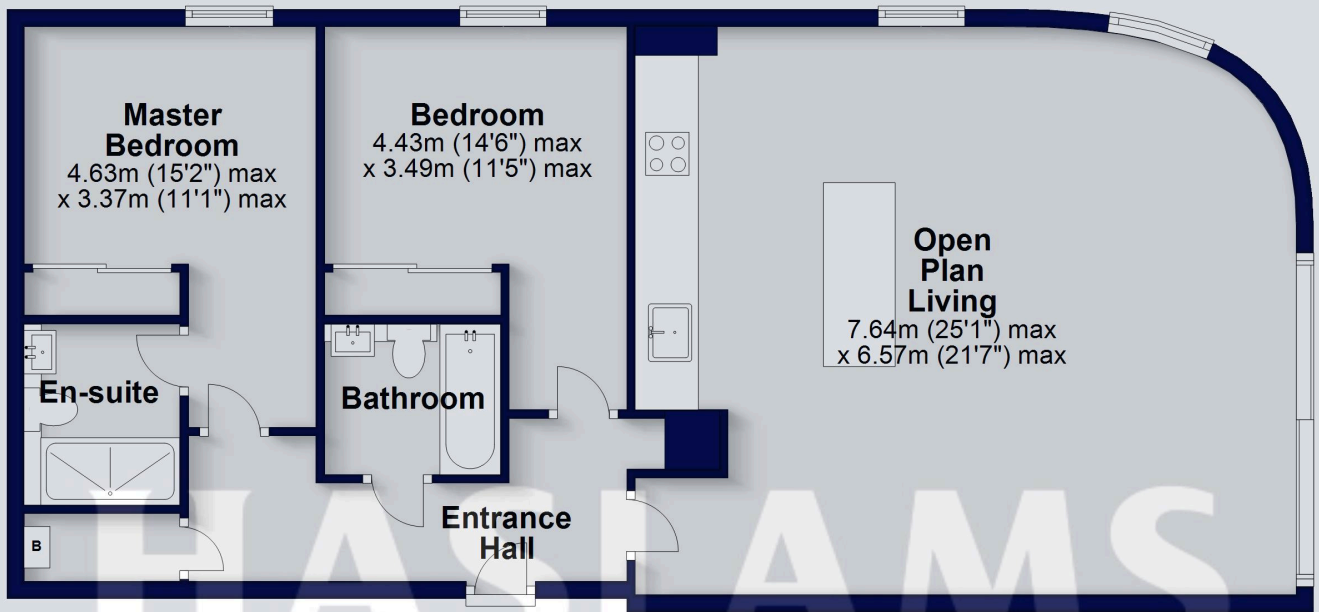 Master
Bedroom
4.63m (15'2") max
x 3.37m (11'1") max
Bedroom
4.43m (14'6") max
x 3.49m (11'5") max
Open
Plan
Living
7.64m (25'1") max
x 6.57m (21'7") max
En-suite
Bathroom
Entrance
Hall
B
HASLAMS